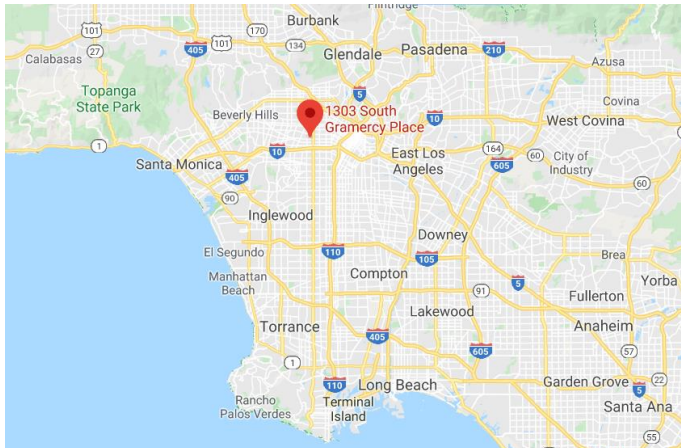 Flintridge
Burbank
101
170
101
27
405
134
Pasadena
210
Calabasas
Glendale
Azusa
Topanga
State Park
5
Covina
Beverly Hills
1303 South
Gramercy Place
10
West Covina
1
10
East Los
Angeles
164
60
City of
Industry
Santa Monica
405
605
60
90
Inglewood
Downey
El Segundo
110
105
Brea
Manhattan
Beach
Compton
5
Yorba
91
Fullerton
Lakewood
Torrance
405
Anaheim
605
57
1
110
Long Beach
Garden Grove
22
5
Rancho
Palos Verdes
Terminal
Island
Santa Ana
55